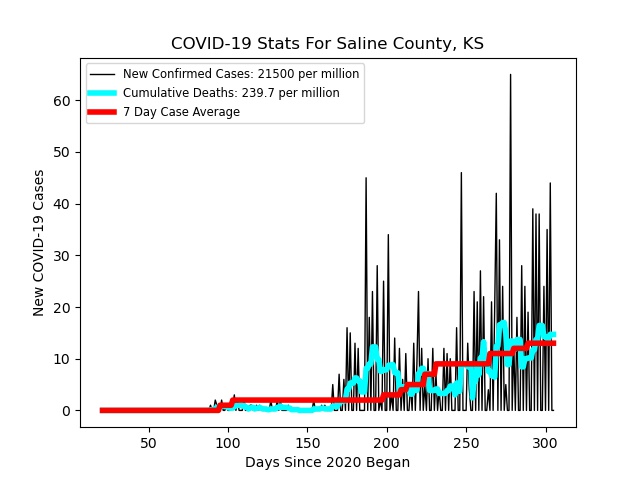 COVID-19 Stats For Saline County, KS
New Confirmed Cases: 21500 per million
Cumulative Deaths: 239.7 per million
7 Day Case Average
New COVID-19 Cases
60
50
40
30
20
10
0
50 100 150 200 250 300
Days Since 2020 Began